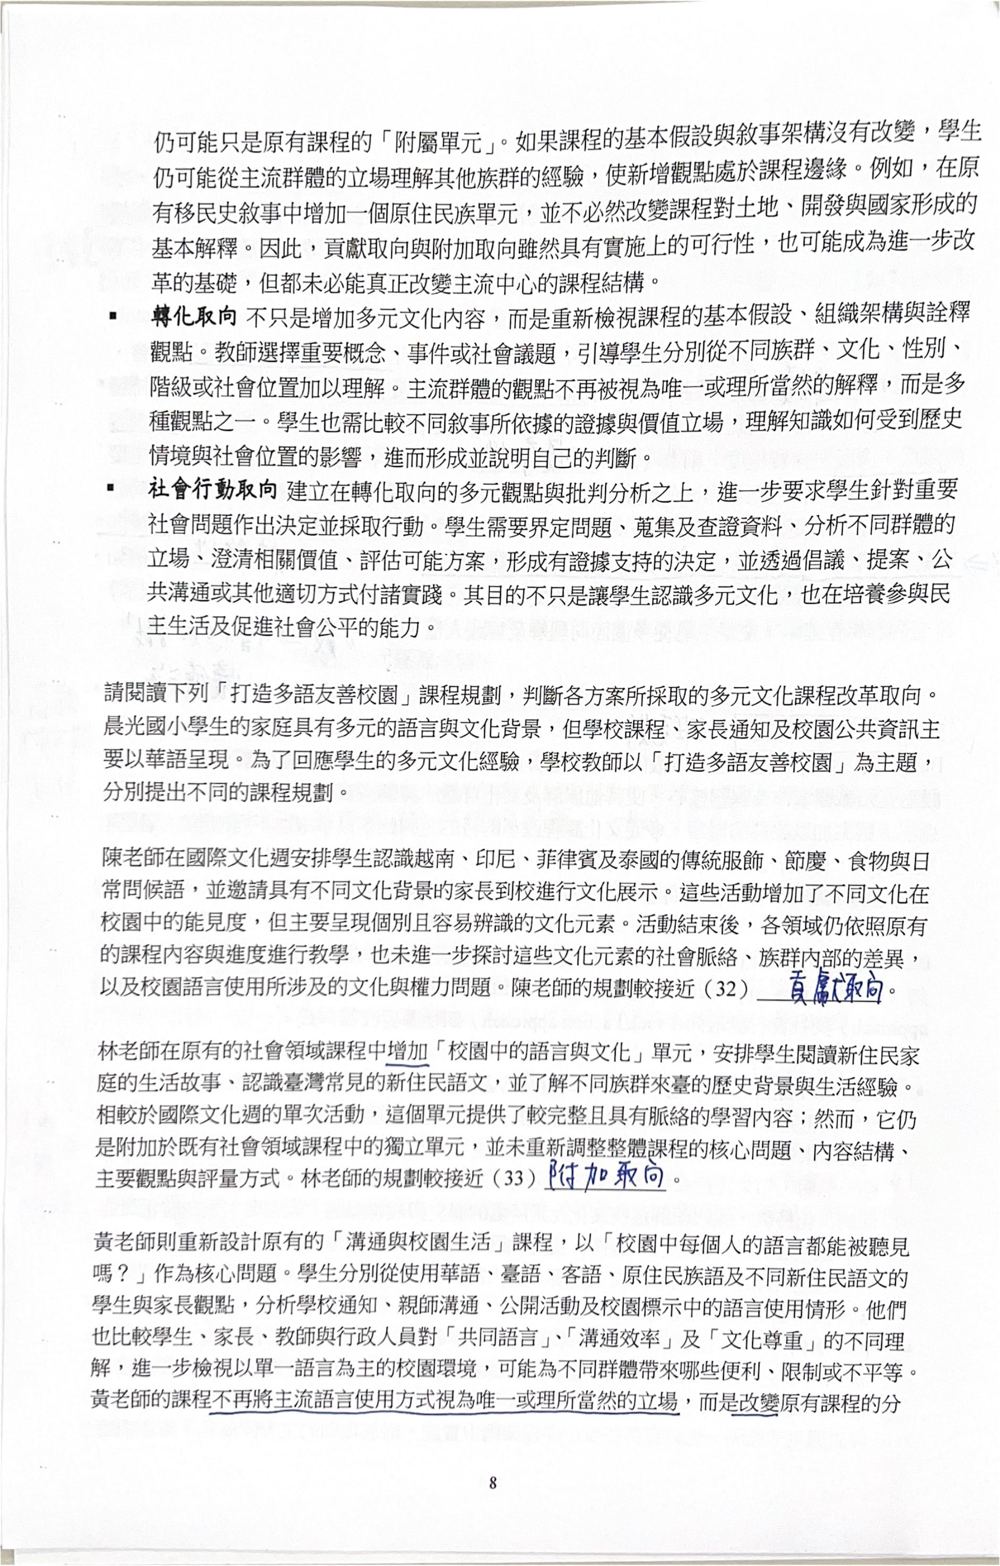 仍可能只是原有課程的「附屬單元」。如果課程的基本假設與敘事架構沒有改變，學生
仍可能從主流群體的立場理解其他族群的經驗，使新增觀點處於課程邊緣。例如，在原
有移民史敘事中增加一個原住民族單元，並不必然改變課程對土地、開發與國家形成的
基本解釋。因此，貢獻取向與附加取向雖然具有實施上的可行性，也可能成為進一步改
革的基礎，但都未必能真正改變主流中心的課程結構。
▪ 轉化取向 不只是增加多元文化內容，而是重新檢視課程的基本假設、組織架構與詮釋
觀點。教師選擇重要概念、事件或社會議題，引導學生分別從不同族群、文化、性別、
階級或社會位置加以理解。主流群體的觀點不再被視為唯一或理所當然的解釋，而是多
種觀點之一。學生也需比較不同敘事所依據的證據與價值立場，理解知識如何受到歷史
情境與社會位置的影響，進而形成並說明自己的判斷。
▪ 社會行動取向 建立在轉化取向的多元觀點與批判分析之上，進一步要求學生針對重要
社會問題作出決定並採取行動。學生需要界定問題、蒐集及查證資料、分析不同群體的
立場、澄清相關價值、評估可能方案，形成有證據支持的決定，並透過倡議、提案、公
共溝通或其他適切方式付諸實踐。其目的不只是讓學生認識多元文化，也在培養參與民
主生活及促進社會公平的能力。
請閱讀下列「打造多語友善校園」課程規劃，判斷各方案所採取的多元文化課程改革取向。
晨光國小學生的家庭具有多元的語言與文化背景，但學校課程、家長通知及校園公共資訊主
要以華語呈現。為了回應學生的多元文化經驗，學校教師以「打造多語友善校園」為主題，
分別提出不同的課程規劃。
陳老師在國際文化週安排學生認識越南、印尼、菲律賓及泰國的傳統服飾、節慶、食物與日
常問候語，並邀請具有不同文化背景的家長到校進行文化展示。這些活動增加了不同文化在
校園中的能見度，但主要呈現個別且容易辨識的文化元素。活動結束後，各領域仍依照原有
的課程內容與進度進行教學，也未進一步探討這些文化元素的社會脈絡、族群內部的差異，
以及校園語言使用所涉及的文化與權力問題。陳老師的規劃較接近（32） 貢獻取向。
林老師在原有的社會領域課程中增加「校園中的語言與文化」單元，安排學生閱讀新住民家
庭的生活故事、認識臺灣常見的新住民語文，並了解不同族群來臺的歷史背景與生活經驗。
相較於國際文化週的單次活動，這個單元提供了較完整且具有脈絡的學習內容；然而，它仍
是附加於既有社會領域課程中的獨立單元，並未重新調整整體課程的核心問題、內容結構、
主要觀點與評量方式。林老師的規劃較接近（33） 附加取向。
黃老師則重新設計原有的「溝通與校園生活」課程，以「校園中每個人的語言都能被聽見
嗎？」作為核心問題。學生分別從使用華語、臺語、客語、原住民族語及不同新住民語文的
學生與家長觀點，分析學校通知、親師溝通、公開活動及校園標示中的語言使用情形。他們
也比較學生、家長、教師與行政人員對「共同語言」、「溝通效率」及「文化尊重」的不同理
解，進一步檢視以單一語言為主的校園環境，可能為不同群體帶來哪些便利、限制或不平等。
黃老師的課程不再將主流語言使用方式視為唯一或理所當然的立場，而是改變原有課程的分
8